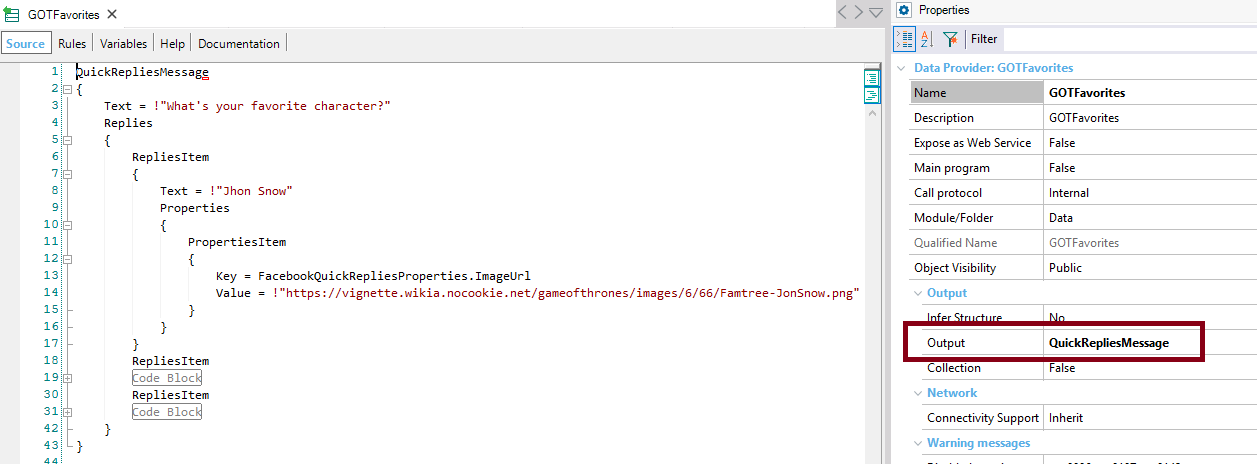 GOTFavorites
Source Rules Variables Help Documentation
1 QuickRepliesMessage
2 {
3 Text = !"What's your favorite character?"
4 Replies
5 {
6 RepliesItem
7 {
8 Text = !"Jhon Snow"
9 Properties
10 {
11 PropertiesItem
12 {
13 Key = FacebookQuickRepliesProperties.ImageUrl
14 Value = !"https://vignette.wikia.nocookie.net/gameofthrones/images/6/66/Famtree-JonSnow.png"
15 }
16 }
17 }
18 RepliesItem
19 Code Block
30 RepliesItem
31 Code Block
42 }
43 }
44
Properties
Filter
Data Provider: GOTFavorites
Name GOTFavorites
Description GOTFavorites
Expose as Web Service False
Main program False
Call protocol Internal
Module/Folder Data
Qualified Name GOTFavorites
Object Visibility Public
Output
Infer Structure No
Output QuickRepliesMessage
Collection False
Network
Connectivity Support Inherit
Warning messages